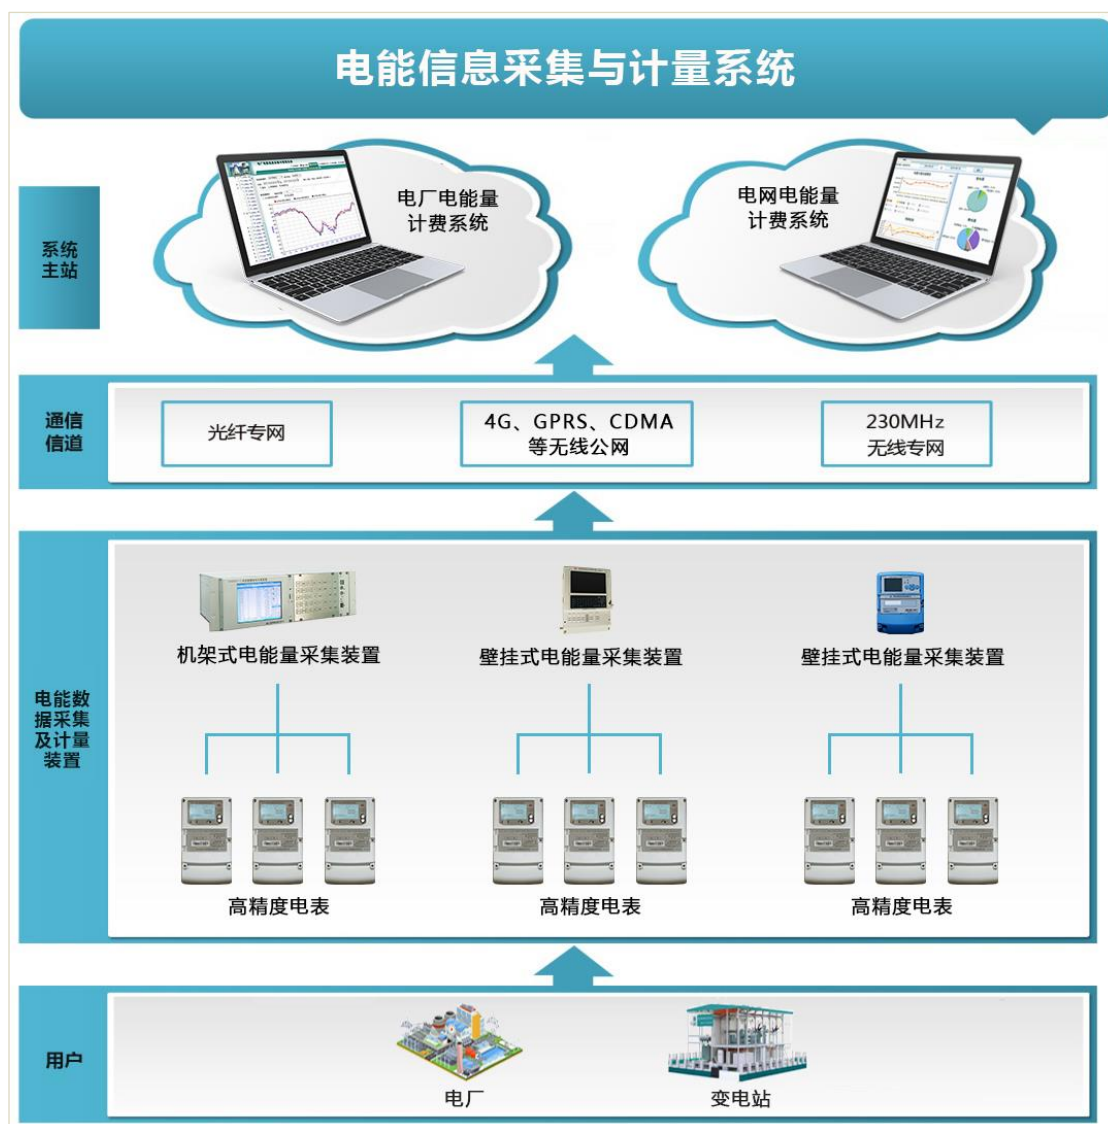 电能信息采集与计量系统
系统
主站
电厂电能量
计费系统
电网电能量
计费系统
通信
信道
光纤专网
4G、GPRS、CDMA
等无线公网
230MHz
无线专网
电能数
据采集
及计量
装置
机架式电能量采集装置
壁挂式电能量采集装置
壁挂式电能量采集装置
高精度电表
高精度电表
高精度电表
用户
电厂
变电站